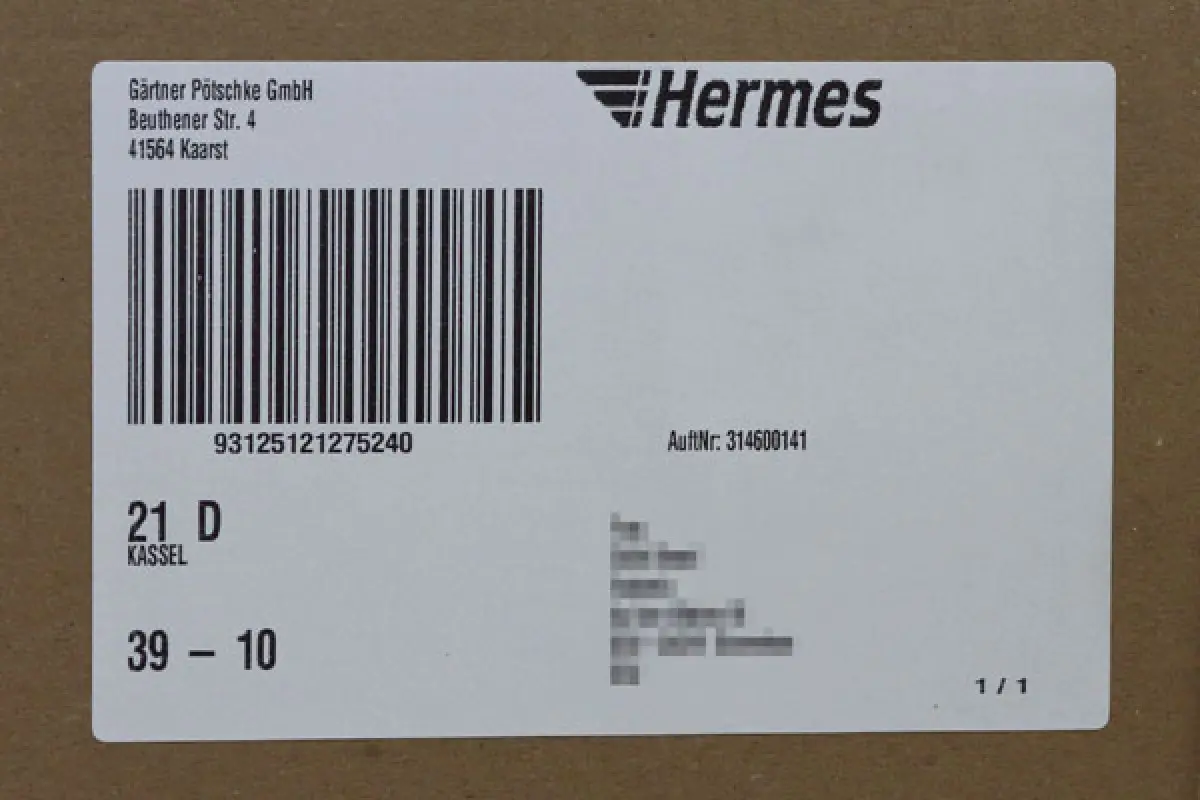 Gärtner Pötschke GmbH
Beuthener Str. 4
41564 Kaarst
Hermes
93125121275240
AuftNr: 314600141
21 D
KASSEL
39 – 10
1 / 1